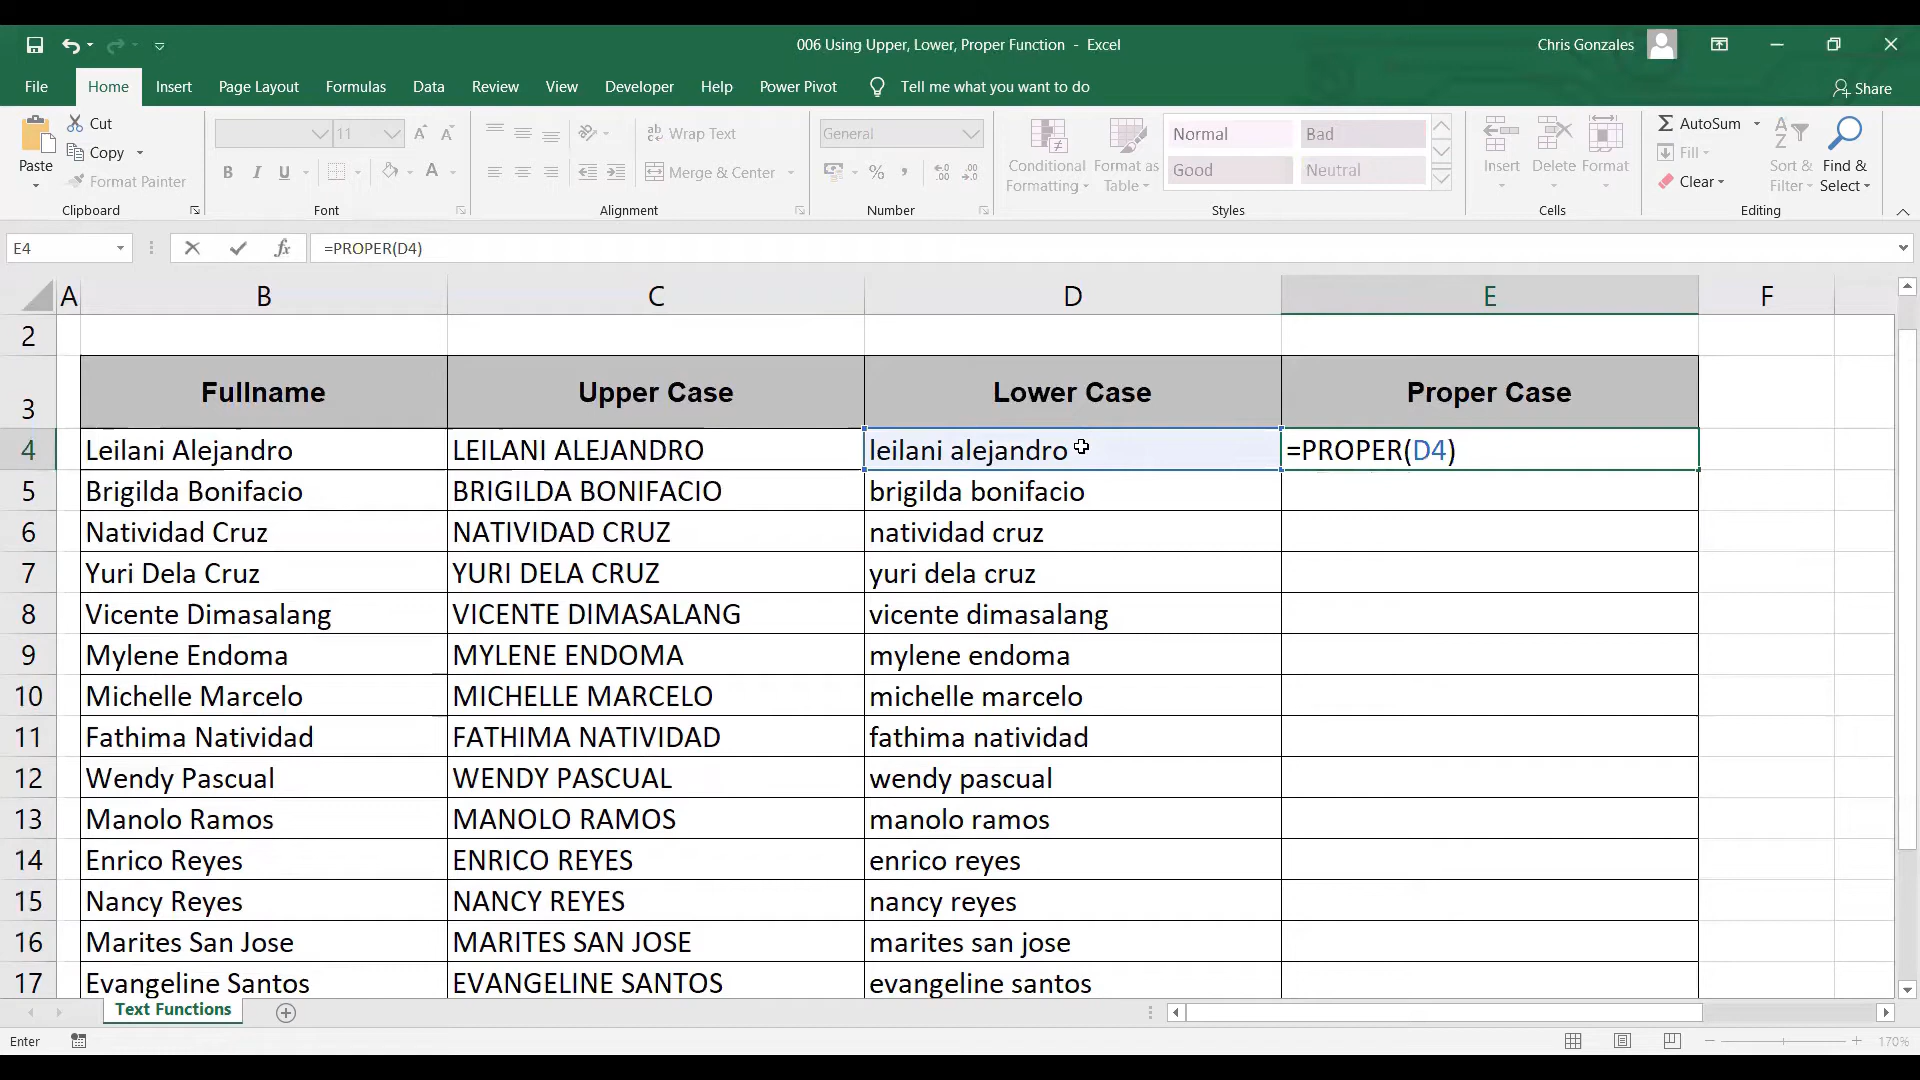 006 Using Upper, Lower, Proper Function - Excel
Chris Gonzales
File Home Insert Page Layout Formulas Data Review View Developer Help Power Pivot Tell me what you want to do Share
Cut
Copy
Format Painter
Paste
Clipboard
11
B I U A
Font
ab Wrap Text
Merge & Center
Alignment
General
% ,
Number
Conditional Formatting
Format as Table
Normal Bad
Good Neutral
Styles
Insert Delete Format
Cells
AutoSum
Fill
Clear
Sort & Filter
Find & Select
Editing
E4 fx =PROPER(D4)
A B C D E F
2
3 Fullname Upper Case Lower Case Proper Case
4 Leilani Alejandro LEILANI ALEJANDRO leilani alejandro =PROPER(D4)
5 Brigilda Bonifacio BRIGILDA BONIFACIO brigilda bonifacio
6 Natividad Cruz NATIVIDAD CRUZ natividad cruz
7 Yuri Dela Cruz YURI DELA CRUZ yuri dela cruz
8 Vicente Dimasalang VICENTE DIMASALANG vicente dimasalang
9 Mylene Endoma MYLENE ENDOMA mylene endoma
10 Michelle Marcelo MICHELLE MARCELO michelle marcelo
11 Fathima Natividad FATHIMA NATIVIDAD fathima natividad
12 Wendy Pascual WENDY PASCUAL wendy pascual
13 Manolo Ramos MANOLO RAMOS manolo ramos
14 Enrico Reyes ENRICO REYES enrico reyes
15 Nancy Reyes NANCY REYES nancy reyes
16 Marites San Jose MARITES SAN JOSE marites san jose
17 Evangeline Santos EVANGELINE SANTOS evangeline santos
Text Functions
Enter
170%